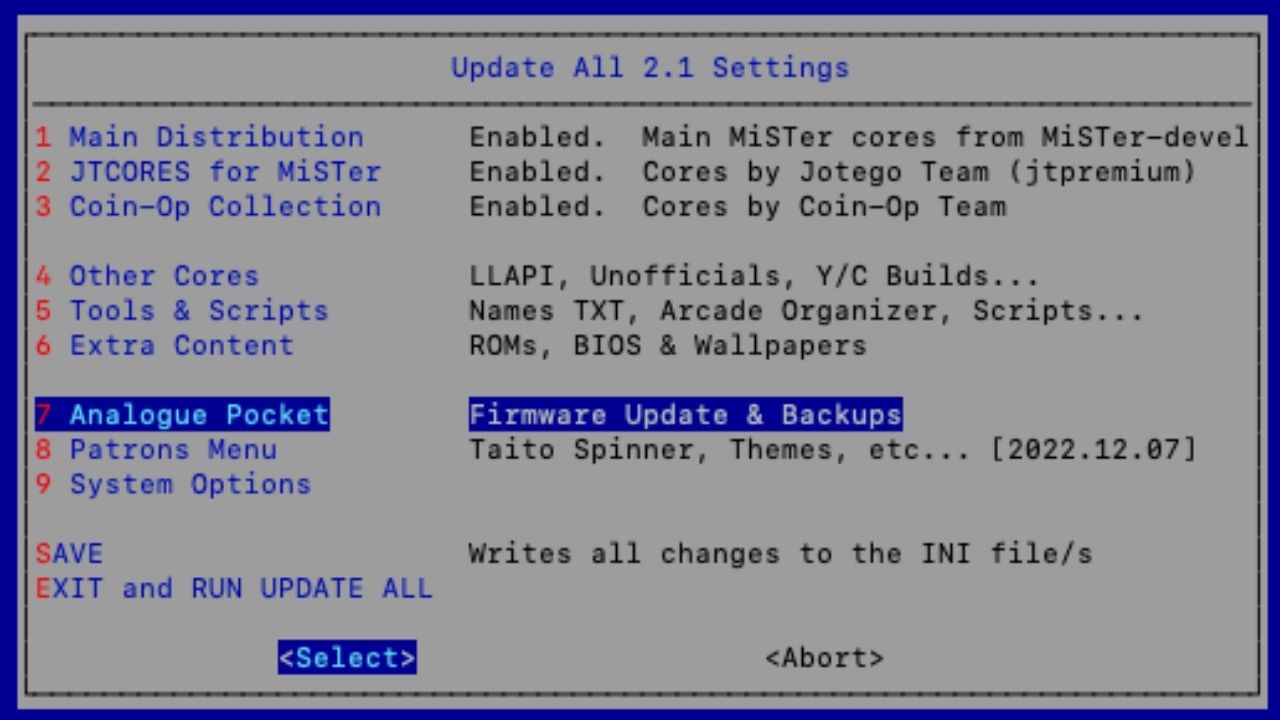 Update All 2.1 Settings
1 Main Distribution Enabled. Main MiSTer cores from MiSTer-devel
2 JTCORES for MiSTer Enabled. Cores by Jotego Team (jtpremium)
3 Coin-Op Collection Enabled. Cores by Coin-Op Team
4 Other Cores LLAPI, Unofficials, Y/C Builds...
5 Tools & Scripts Names TXT, Arcade Organizer, Scripts...
6 Extra Content ROMs, BIOS & Wallpapers
7 Analogue Pocket Firmware Update & Backups
8 Patrons Menu Taito Spinner, Themes, etc... [2022.12.07]
9 System Options
SAVE Writes all changes to the INI file/s
EXIT and RUN UPDATE ALL
<Select> <Abort>